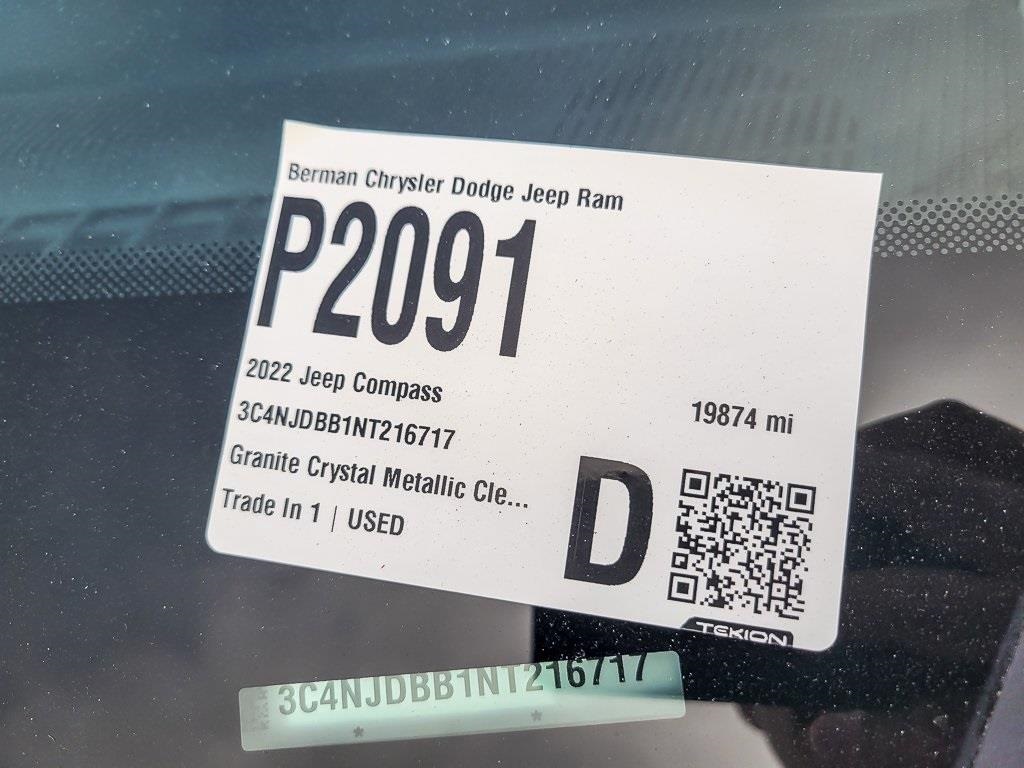 Berman Chrysler Dodge Jeep Ram
P2091
2022 Jeep Compass
3C4NJDBB1NT216717
19874 mi
Granite Crystal Metallic Cle...
Trade In 1 | USED
D
TEKION
3C4NJDBB1NT216717